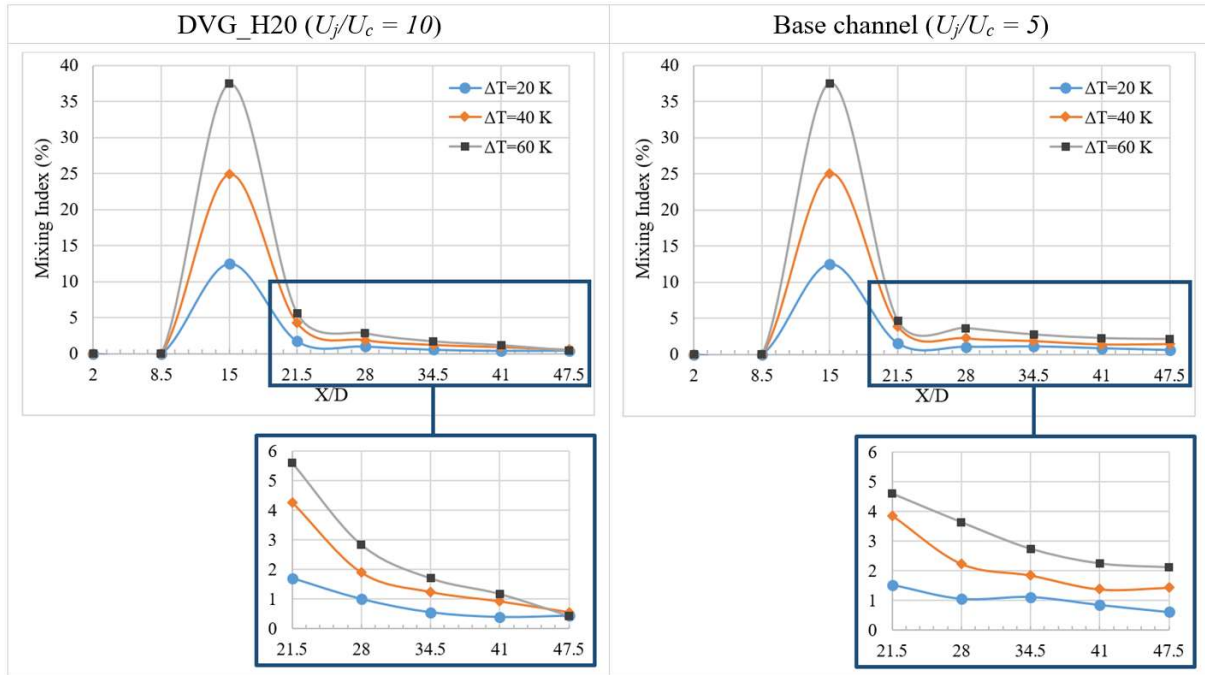 DVG_H20 (Uj/Uc = 10)
Base channel (Uj/Uc = 5)
Mixing Index (%)
40
35
30
25
20
15
10
5
0
ΔT=20 K
ΔT=40 K
ΔT=60 K
2 8.5 15 21.5 28 34.5 41 47.5
X/D
6
5
4
3
2
1
0
21.5 28 34.5 41 47.5
Mixing Index (%)
40
35
30
25
20
15
10
5
0
ΔT=20 K
ΔT=40 K
ΔT=60 K
2 8.5 15 21.5 28 34.5 41 47.5
X/D
6
5
4
3
2
1
0
21.5 28 34.5 41 47.5